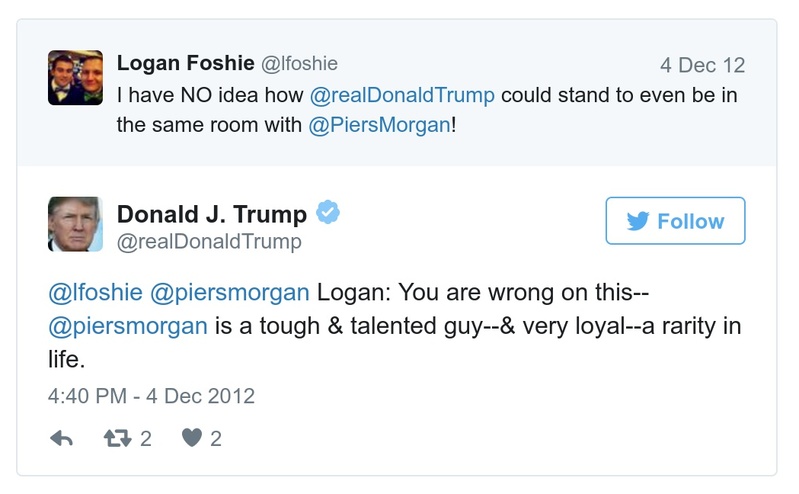 Logan Foshie @lfoshie 4 Dec 12
I have NO idea how @realDonaldTrump could stand to even be in
the same room with @PiersMorgan!
Donald J. Trump
@realDonaldTrump
Follow
@lfoshie @piersmorgan Logan: You are wrong on this--
@piersmorgan is a tough & talented guy--& very loyal--a rarity in
life.
4:40 PM - 4 Dec 2012
2 2